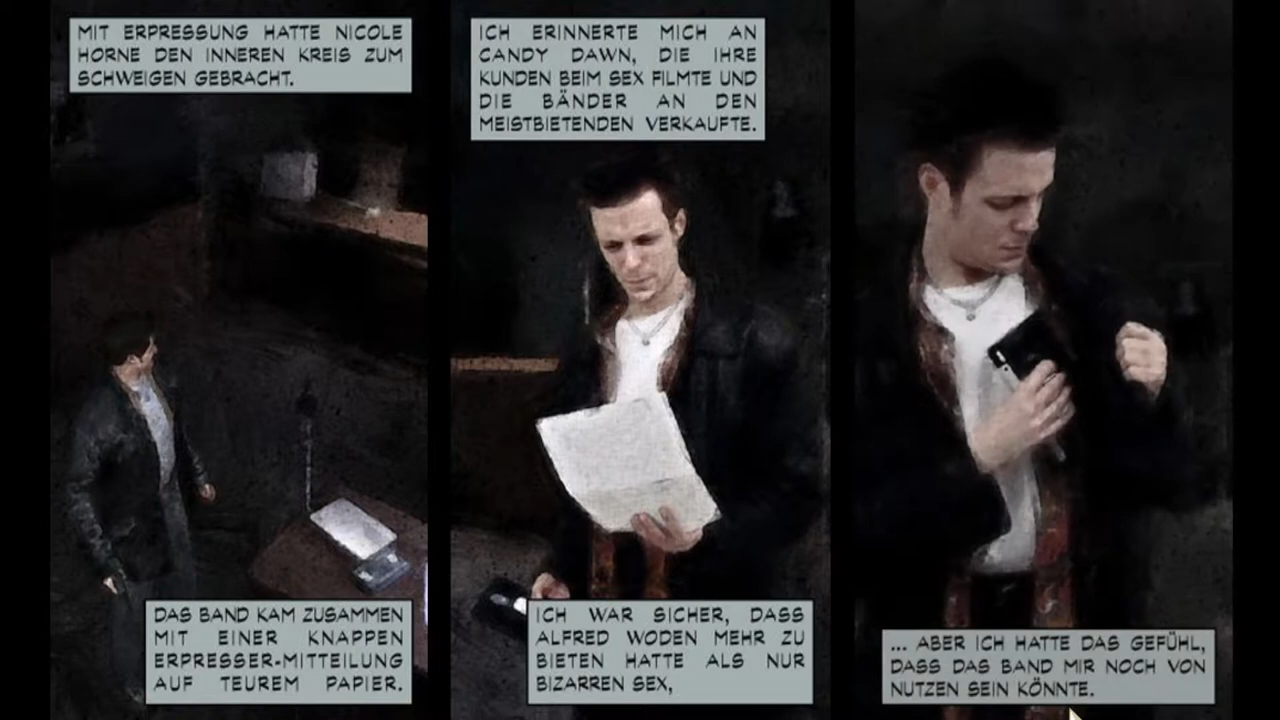 MIT ERPRESSUNG HATTE NICOLE
HORNE DEN INNEREN KREIS ZUM
SCHWEIGEN GEBRACHT.
DAS BAND KAM ZUSAMMEN
MIT EINER KNAPPEN
ERPRESSER-MITTEILUNG
AUF TEUREM PAPIER.
ICH ERINNERTE MICH AN
CANDY DAWN, DIE IHRE
KUNDEN BEIM SEX FILMTE UND
DIE BÄNDER AN DEN
MEISTBIETENDEN VERKAUFTE.
ICH WAR SICHER, DASS
ALFRED WODEN MEHR ZU
BIETEN HATTE ALS NUR
BIZARREN SEX,
... ABER ICH HATTE DAS GEFÜHL,
DASS DAS BAND MIR NOCH VON
NUTZEN SEIN KÖNNTE.